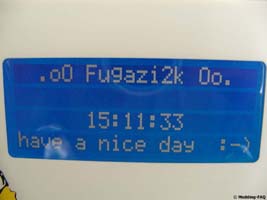 .oO Fugazi2k Oo.
15:11:33
have a nice day :-)
© Modding-FAQ